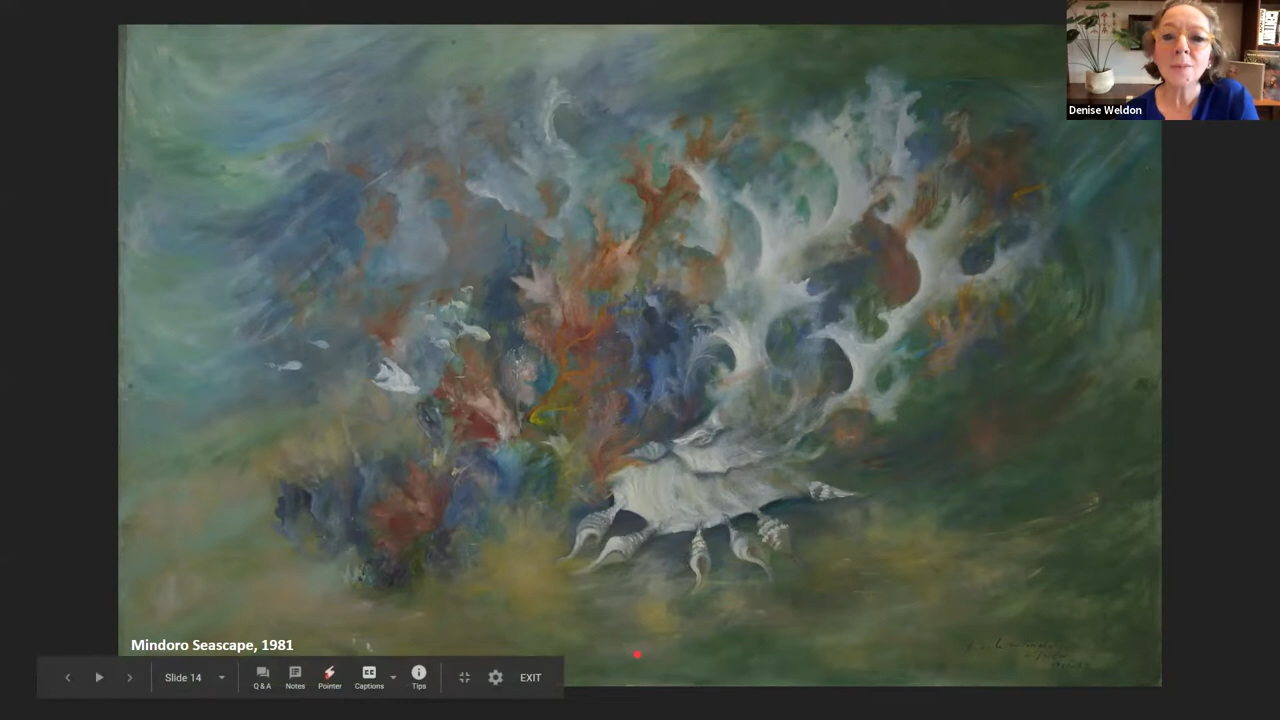 Denise Weldon
Mindoro Seascape, 1981
Slide 14
Q & A
Notes
Pointer
Captions
Tips
EXIT